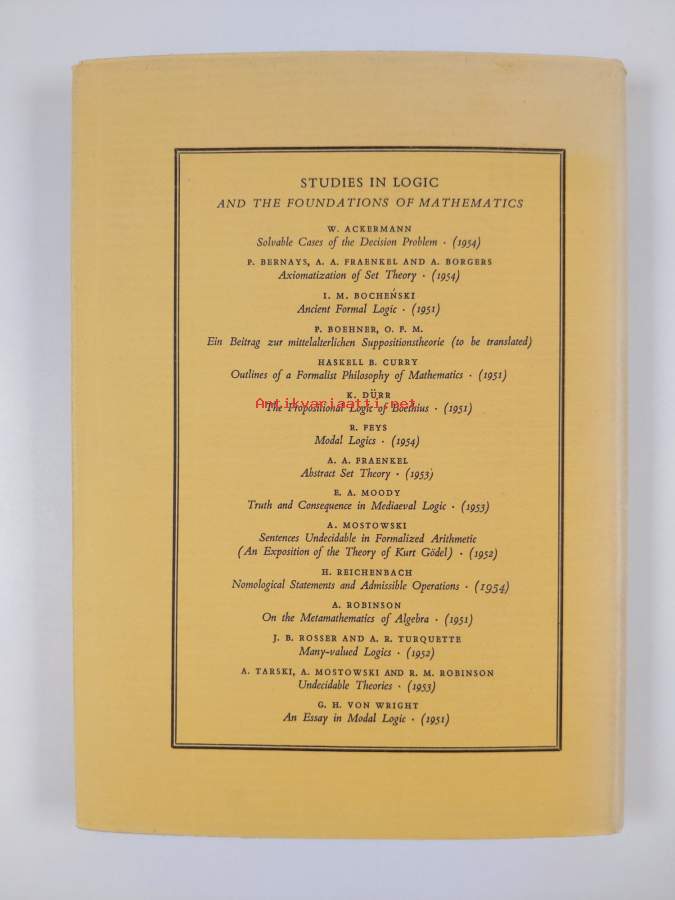 STUDIES IN LOGIC
AND THE FOUNDATIONS OF MATHEMATICS
W. ACKERMANN
Solvable Cases of the Decision Problem · (1954)
P. BERNAYS, A. A. FRAENKEL AND A. BORGERS
Axiomatization of Set Theory · (1954)
I. M. BOCHEŃSKI
Ancient Formal Logic · (1951)
P. BOEHNER, O. F. M.
Ein Beitrag zur mittelalterlichen Suppositionstheorie (to be translated)
HASKELL B. CURRY
Outlines of a Formalist Philosophy of Mathematics · (1951)
K. DÜRR
Antikvariaatti.net
The Propositional Logic of Boethius · (1951)
R. FEYS
Modal Logics · (1954)
A. A. FRAENKEL
Abstract Set Theory · (1953)
E. A. MOODY
Truth and Consequence in Mediaeval Logic · (1953)
A. MOSTOWSKI
Sentences Undecidable in Formalized Arithmetic
(An Exposition of the Theory of Kurt Gödel) · (1952)
H. REICHENBACH
Nomological Statements and Admissible Operations · (1954)
A. ROBINSON
On the Metamathematics of Algebra · (1951)
J. B. ROSSER AND A. R. TURQUETTE
Many-valued Logics · (1952)
A. TARSKI, A. MOSTOWSKI AND R. M. ROBINSON
Undecidable Theories · (1953)
G. H. VON WRIGHT
An Essay in Modal Logic · (1951)